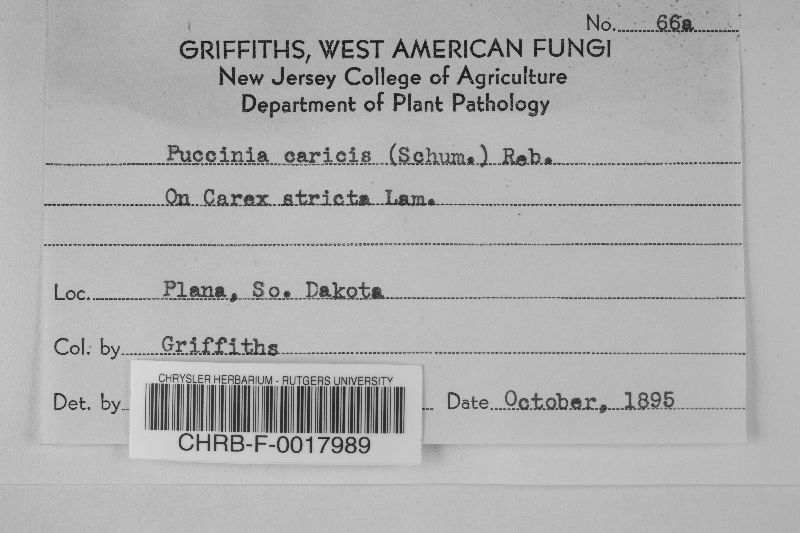 No. 66a
GRIFFITHS, WEST AMERICAN FUNGI
New Jersey College of Agriculture
Department of Plant Pathology
Puccinia caricis (Schum.) Reb.
On Carex stricta Lam.
Loc. Plana, So. Dakota
Col. by Griffiths
Det. by Date October, 1895
CHRYSLER HERBARIUM - RUTGERS UNIVERSITY
CHRB-F-0017989